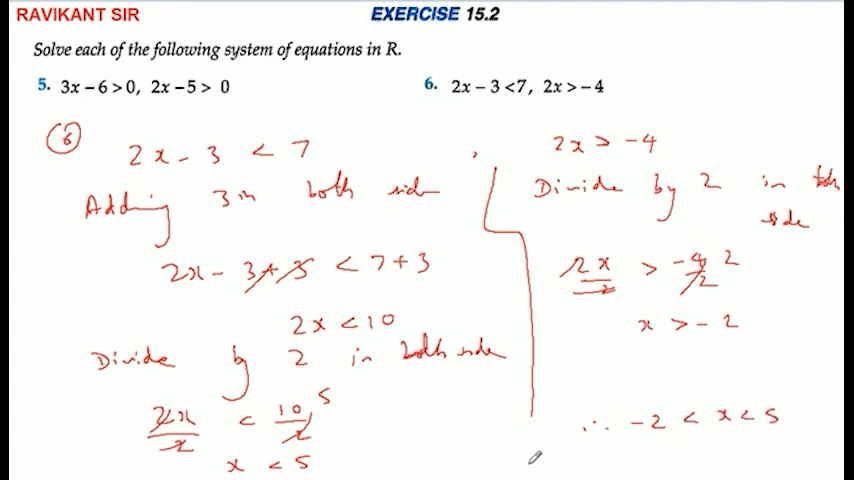 RAVIKANT SIR
EXERCISE 15.2
Solve each of the following system of equations in R.
5. 3x – 6 > 0, 2x – 5 > 0
6. 2x – 3 < 7, 2x > – 4
(6)
2x - 3 < 7 ,
Adding 3 in both side
2x - 3 + 3 < 7 + 3
2x < 10
Divide by 2 in both side
2x/2 < 10/2 5
x < 5
2x > -4
Divide by 2 in both
side
2x/2 > -4/2 2
x > -2
∴ -2 < x < 5